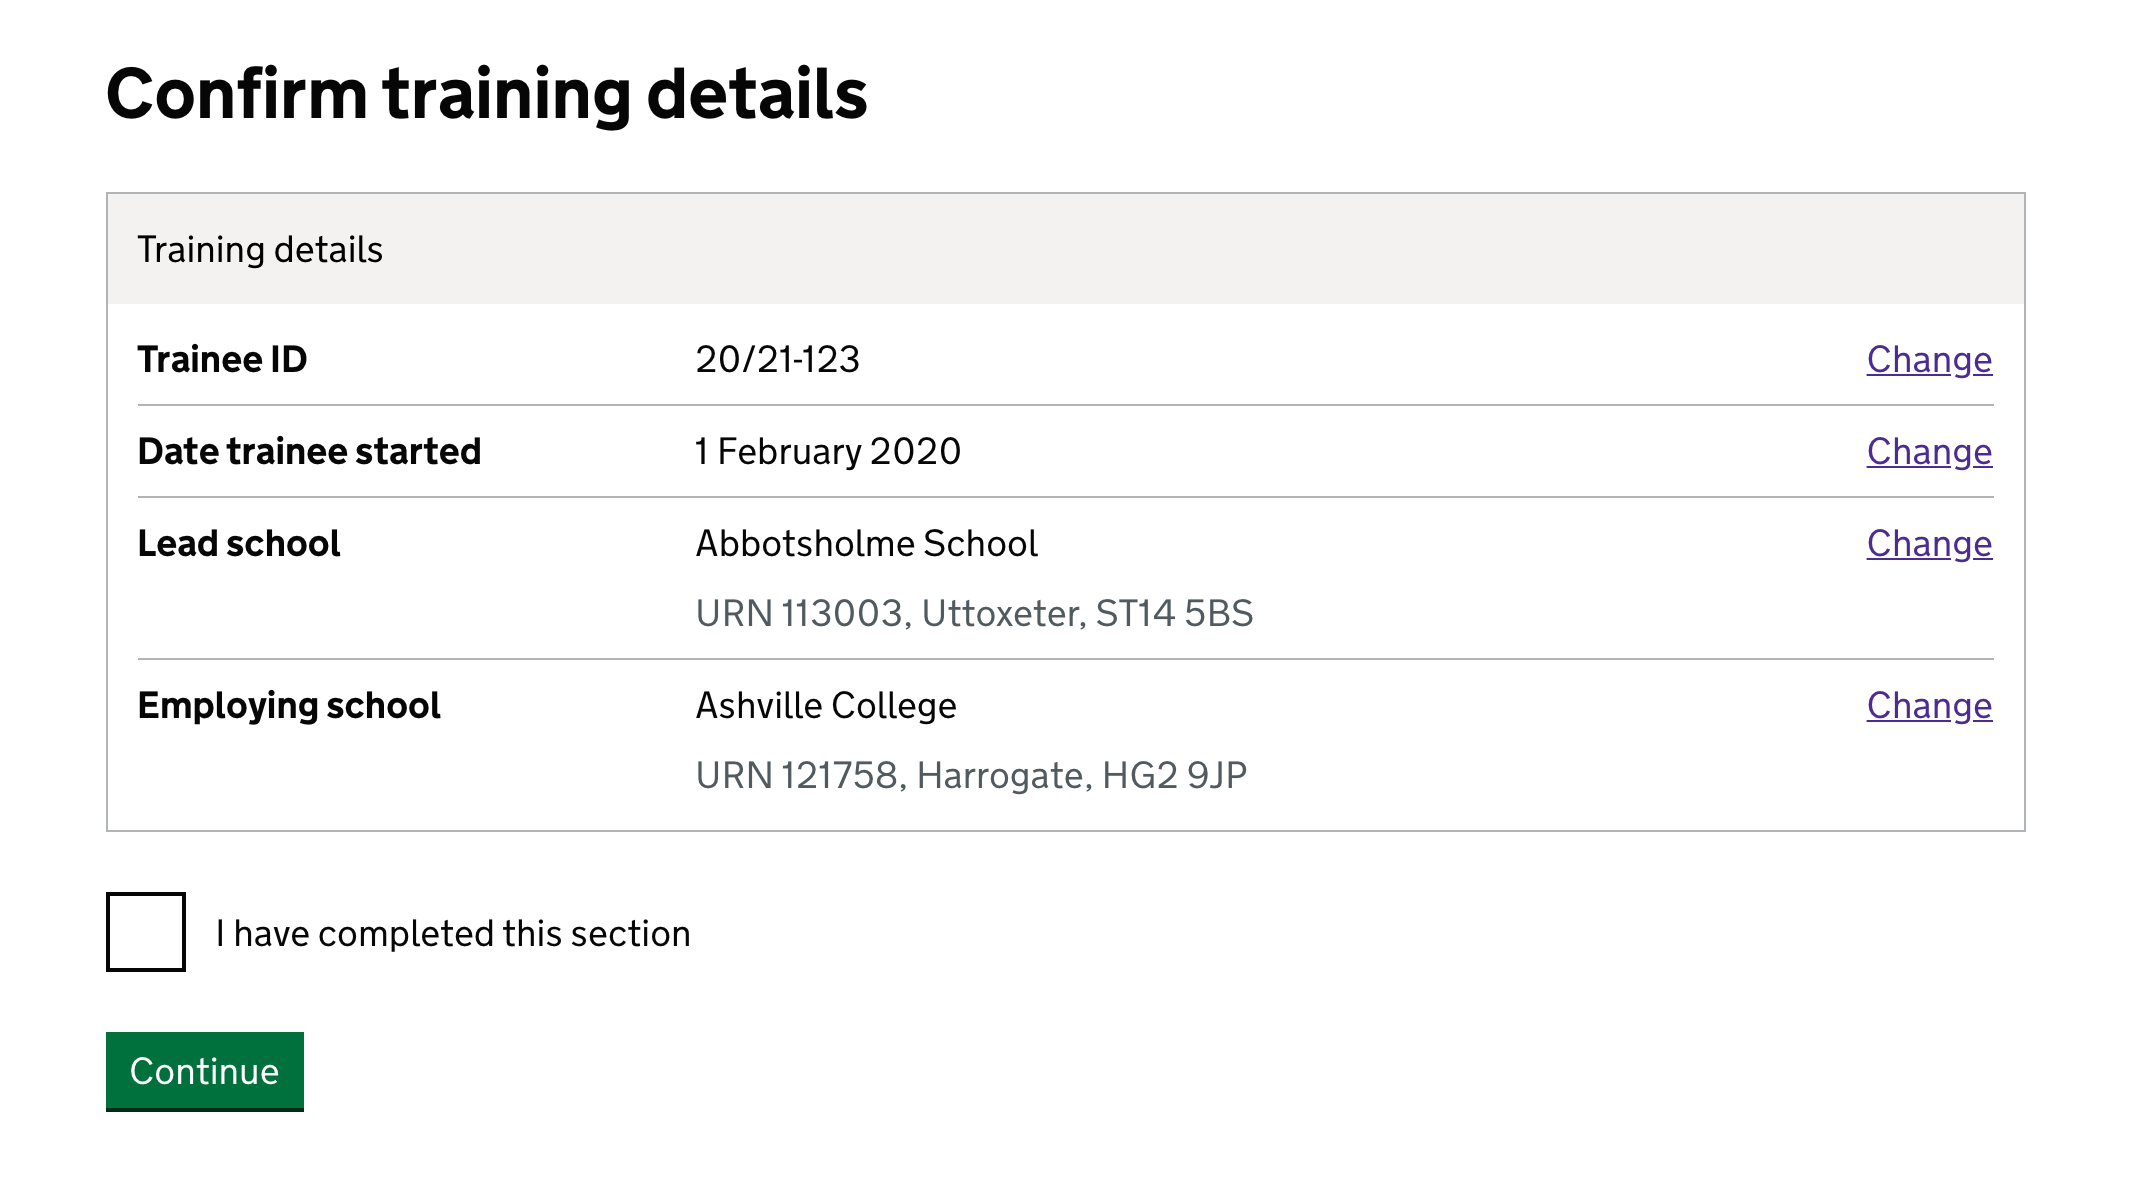 Confirm training details
Training details
Trainee ID 20/21-123 Change
Date trainee started 1 February 2020 Change
Lead school Abbotsholme School Change
URN 113003, Uttoxeter, ST14 5BS
Employing school Ashville College Change
URN 121758, Harrogate, HG2 9JP
I have completed this section
Continue